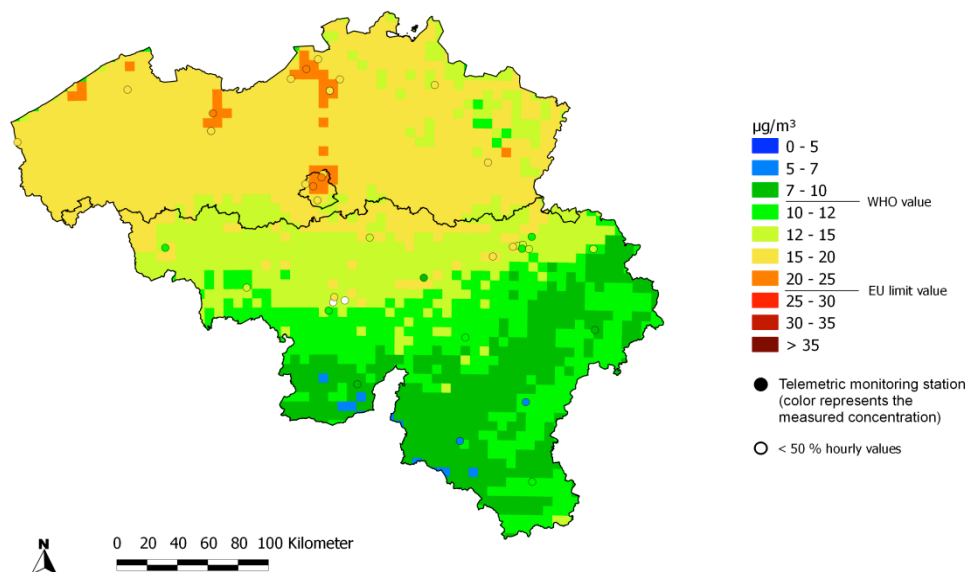 µg/m³
0 - 5
5 - 7
7 - 10
WHO value
10 - 12
12 - 15
15 - 20
20 - 25
EU limit value
25 - 30
30 - 35
> 35
Telemetric monitoring station
(color represents the
measured concentration)
< 50 % hourly values
N
0 20 40 60 80 100 Kilometer